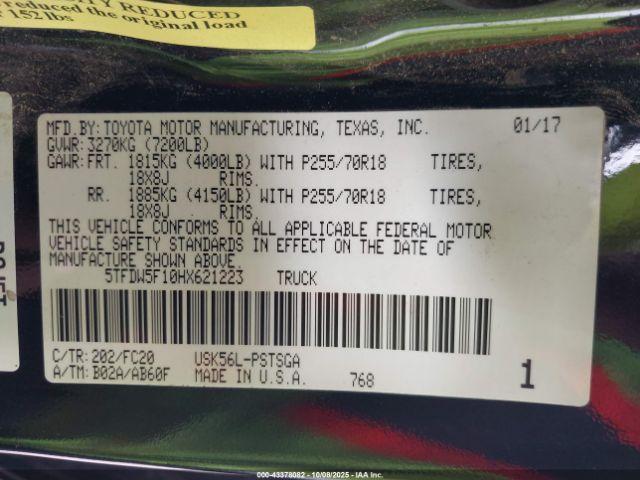 ITY REDUCED
reduced the original load
152 lbs
MFD.BY: TOYOTA MOTOR MANUFACTURING, TEXAS, INC. 01/17
GVWR: 3270KG (7200LB)
GAWR: FRT. 1815KG (4000LB) WITH P255/70R18 TIRES,
18X8J RIMS.
RR. 1885KG (4150LB) WITH P255/70R18 TIRES,
18X8J RIMS.
THIS VEHICLE CONFORMS TO ALL APPLICABLE FEDERAL MOTOR
VEHICLE SAFETY STANDARDS IN EFFECT ON THE DATE OF
MANUFACTURE SHOWN ABOVE.
5TFDW5F10HX621223 TRUCK
C/TR: 202/FC20 USK56L-PSTSGA
A/TM: B02A/AB60F MADE IN U.S.A. 768 1
000-43378082 - 10/08/2025 - IAA Inc.